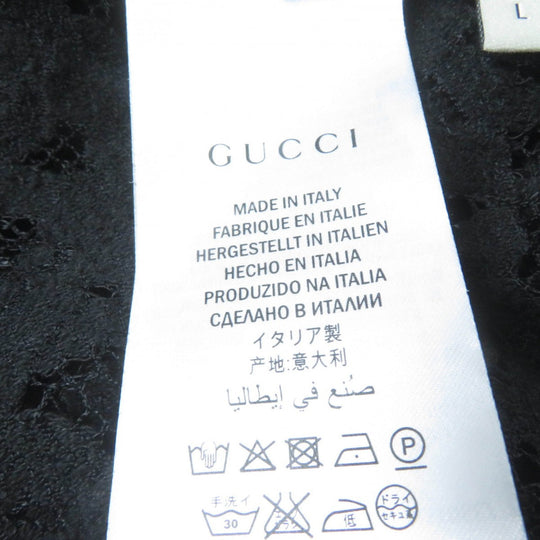 L
GUCCI
MADE IN ITALY
FABRIQUE EN ITALIE
HERGESTELLT IN ITALIEN
HECHO EN ITALIA
PRODUZIDO NA ITALIA
СДЕЛАНО В ИТАЛИИ
イタリア製
产地:意大利
صُنع في إيطاليا
P
手洗イ ドライ
30 低 セキユ系